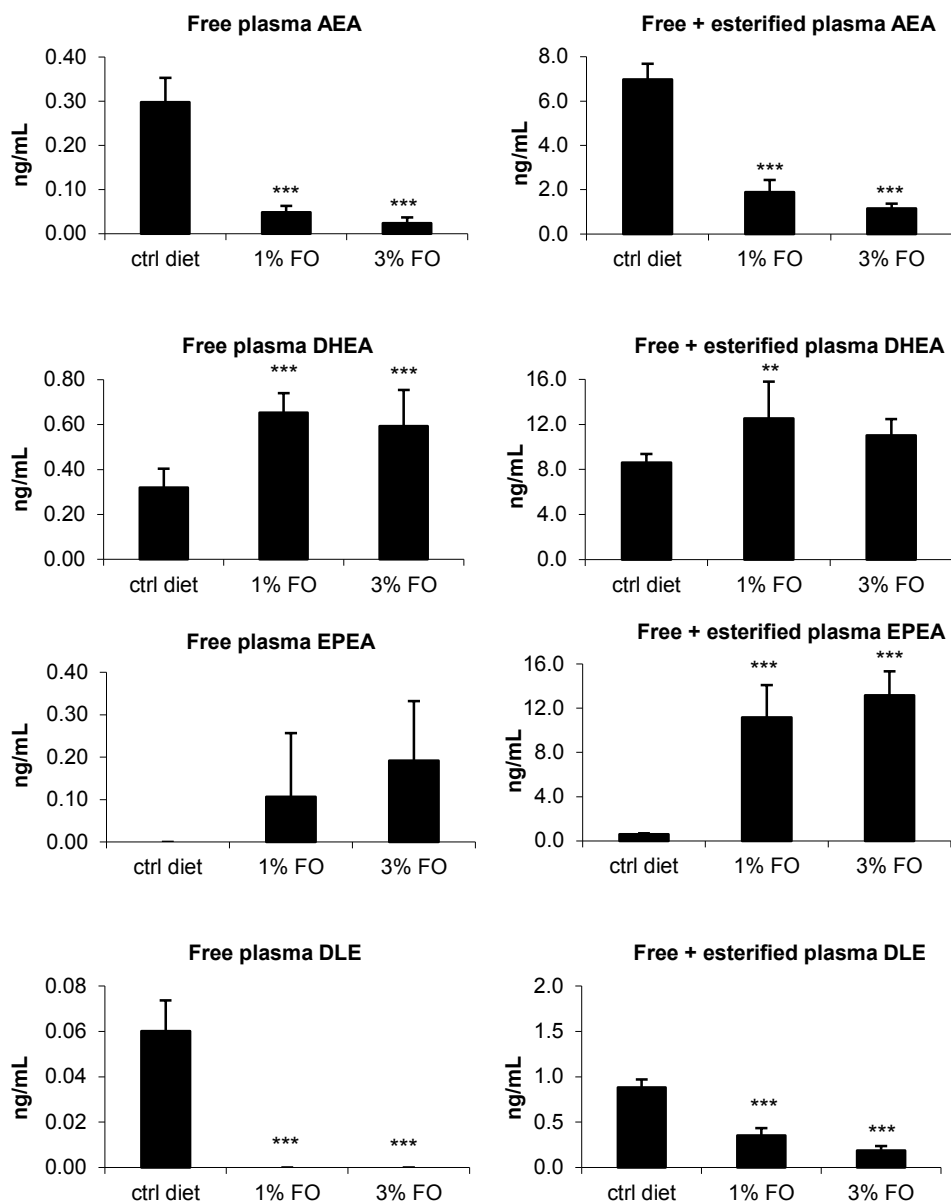 Free plasma AEA
0.40
0.30
0.20
0.10
0.00
ng/mL
***
***
ctrl diet 1% FO 3% FO
Free + esterified plasma AEA
8.0
6.0
4.0
2.0
0.0
ng/mL
***
***
ctrl diet 1% FO 3% FO
Free plasma DHEA
0.80
0.60
0.40
0.20
0.00
ng/mL
***
***
ctrl diet 1% FO 3% FO
Free + esterified plasma DHEA
16.0
12.0
8.0
4.0
0.0
ng/mL
**
ctrl diet 1% FO 3% FO
Free plasma EPEA
0.40
0.30
0.20
0.10
0.00
ng/mL
ctrl diet 1% FO 3% FO
Free + esterified plasma EPEA
16.0
12.0
8.0
4.0
0.0
ng/mL
***
***
ctrl diet 1% FO 3% FO
Free plasma DLE
0.08
0.06
0.04
0.02
0.00
ng/mL
***
***
ctrl diet 1% FO 3% FO
Free + esterified plasma DLE
2.0
1.5
1.0
0.5
0.0
ng/mL
***
***
ctrl diet 1% FO 3% FO